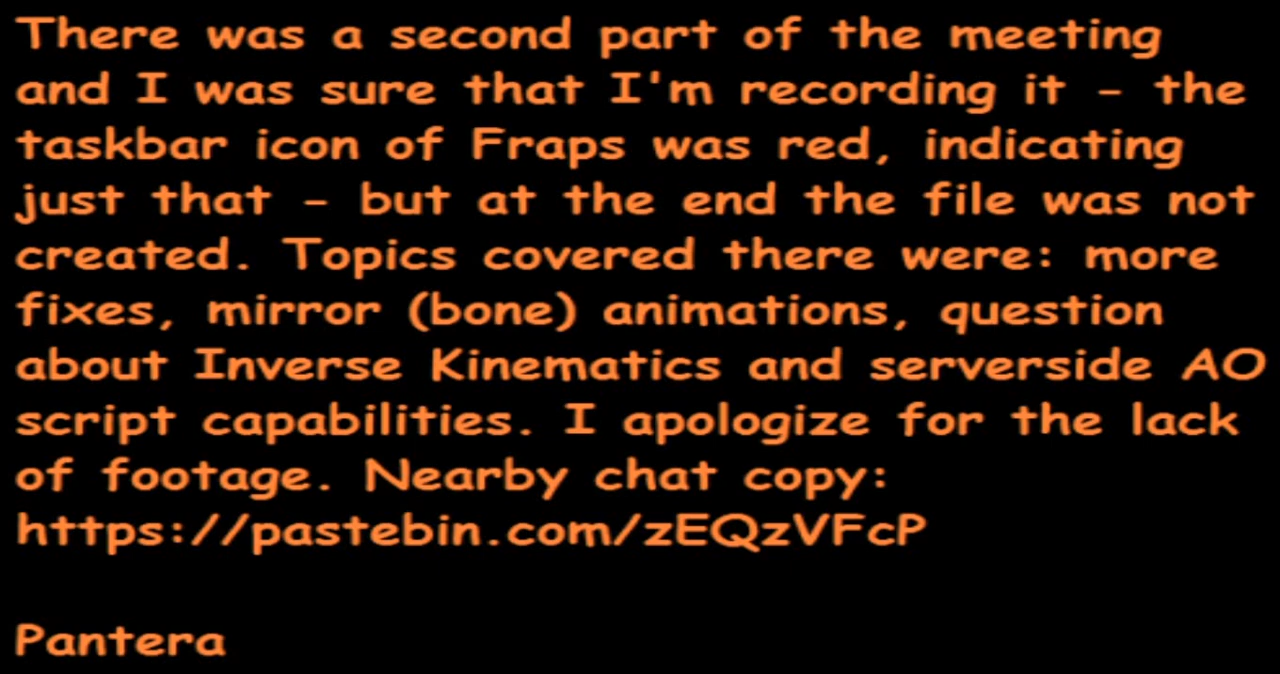 There was a second part of the meeting
and I was sure that I'm recording it - the
taskbar icon of Fraps was red, indicating
just that - but at the end the file was not
created. Topics covered there were: more
fixes, mirror (bone) animations, question
about Inverse Kinematics and serverside AO
script capabilities. I apologize for the lack
of footage. Nearby chat copy:
https://pastebin.com/zEQzVFcP
Pantera